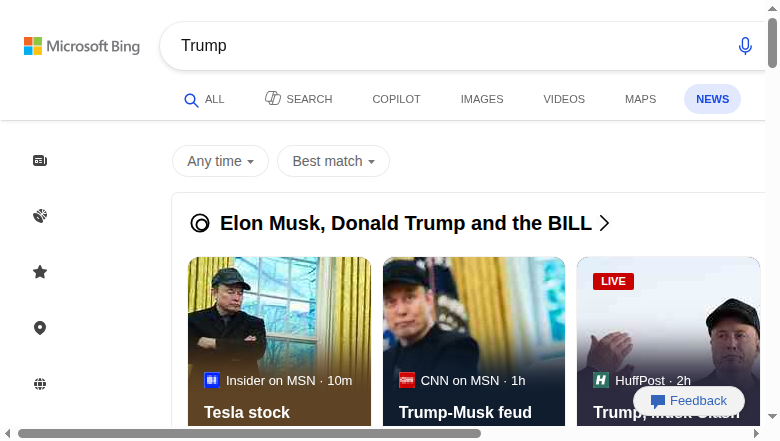 Microsoft Bing
Trump
ALL
SEARCH
COPILOT
IMAGES
VIDEOS
MAPS
NEWS
Any time
Best match
Elon Musk, Donald Trump and the BILL
Insider on MSN · 10m
Tesla stock
CNN on MSN · 1h
Trump-Musk feud
LIVE
HuffPost · 2h
Trump, Musk Clash
Feedback